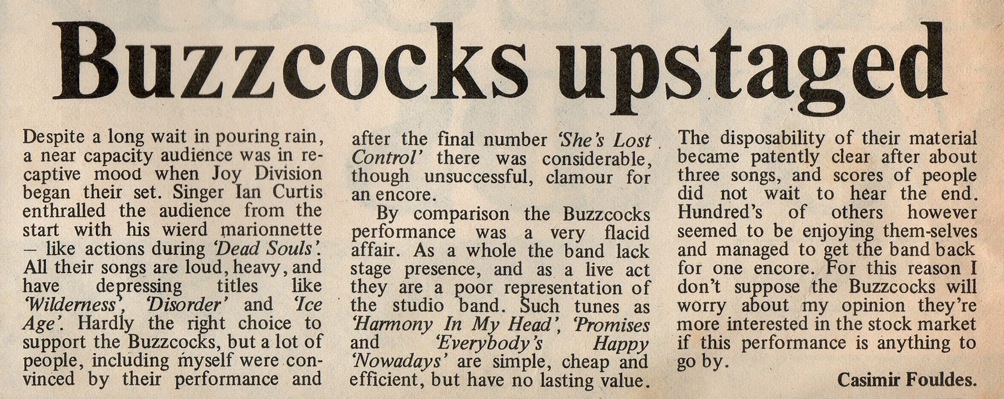 Buzzcocks upstaged
Despite a long wait in pouring rain,
a near capacity audience was in re-
captive mood when Joy Division
began their set. Singer Ian Curtis
enthralled the audience from the
start with his wierd marionnette
– like actions during ‘Dead Souls’.
All their songs are loud, heavy, and
have depressing titles like
‘Wilderness’, ‘Disorder’ and ‘Ice
Age’. Hardly the right choice to
support the Buzzcocks, but a lot of
people, including myself were con-
vinced by their performance and
after the final number ‘She’s Lost
Control’ there was considerable,
though unsuccessful, clamour for
an encore.
By comparison the Buzzcocks
performance was a very flacid
affair. As a whole the band lack
stage presence, and as a live act
they are a poor representation of
the studio band. Such tunes as
‘Harmony In My Head’, ‘Promises
and ‘Everybody’s Happy
‘Nowadays’ are simple, cheap and
efficient, but have no lasting value.
The disposability of their material
became patently clear after about
three songs, and scores of people
did not wait to hear the end.
Hundred’s of others however
seemed to be enjoying them-selves
and managed to get the band back
for one encore. For this reason I
don’t suppose the Buzzcocks will
worry about my opinion they’re
more interested in the stock market
if this performance is anything to
go by.
Casimir Fouldes.